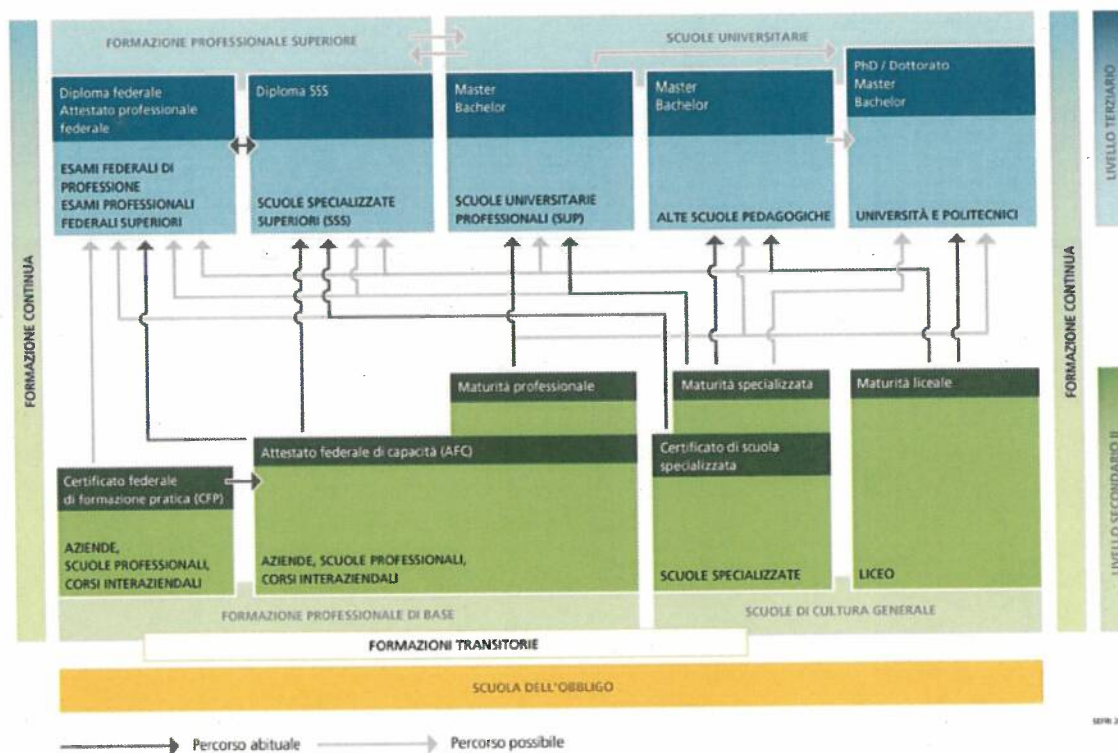 FORMAZIONE CONTINUA
FORMAZIONE PROFESSIONALE SUPERIORE
SCUOLE UNIVERSITARIE
Diploma federale
Attestato professionale
federale
ESAMI FEDERALI DI
PROFESSIONE
ESAMI PROFESSIONALI
FEDERALI SUPERIORI
Diploma SSS
SCUOLE SPECIALIZZATE
SUPERIORI (SSS)
Master
Bachelor
SCUOLE UNIVERSITARIE
PROFESSIONALI (SUP)
Master
Bachelor
ALTE SCUOLE PEDAGOGICHE
PhD / Dottorato
Master
Bachelor
UNIVERSITÀ E POLITECNICI
FORMAZIONE CONTINUA
LIVELLO TERZIARIO
Maturità professionale
Maturità specializzata
Maturità liceale
Attestato federale di capacità (AFC)
Certificato di scuola
specializzata
Certificato federale
di formazione pratica (CFP)
AZIENDE,
SCUOLE PROFESSIONALI,
CORSI INTERAZIENDALI
AZIENDE, SCUOLE PROFESSIONALI,
CORSI INTERAZIENDALI
SCUOLE SPECIALIZZATE
LICEO
LIVELLO SECONDARIO II
FORMAZIONE PROFESSIONALE DI BASE
SCUOLE DI CULTURA GENERALE
FORMAZIONI TRANSITORIE
SCUOLA DELL'OBBLIGO
Percorso abituale
Percorso possibile